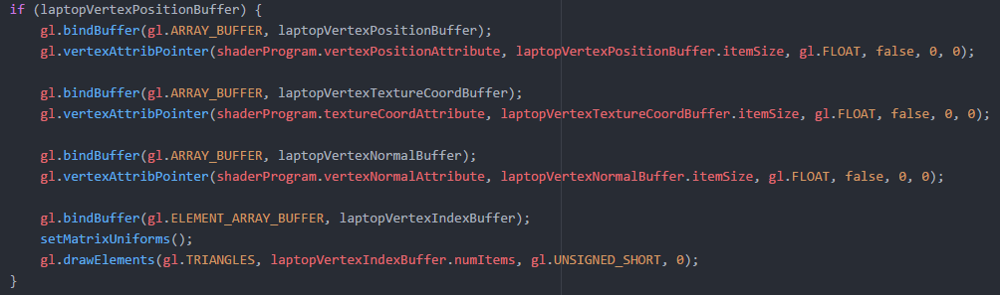 if (laptopVertexPositionBuffer) {
    gl.bindBuffer(gl.ARRAY_BUFFER, laptopVertexPositionBuffer);
    gl.vertexAttribPointer(shaderProgram.vertexPositionAttribute, laptopVertexPositionBuffer.itemSize, gl.FLOAT, false, 0, 0);
    gl.bindBuffer(gl.ARRAY_BUFFER, laptopVertexTextureCoordBuffer);
    gl.vertexAttribPointer(shaderProgram.textureCoordAttribute, laptopVertexTextureCoordBuffer.itemSize, gl.FLOAT, false, 0, 0);
    gl.bindBuffer(gl.ARRAY_BUFFER, laptopVertexNormalBuffer);
    gl.vertexAttribPointer(shaderProgram.vertexNormalAttribute, laptopVertexNormalBuffer.itemSize, gl.FLOAT, false, 0, 0);
    gl.bindBuffer(gl.ELEMENT_ARRAY_BUFFER, laptopVertexIndexBuffer);
    setMatrixUniforms();
    gl.drawElements(gl.TRIANGLES, laptopVertexIndexBuffer.numItems, gl.UNSIGNED_SHORT, 0);
}